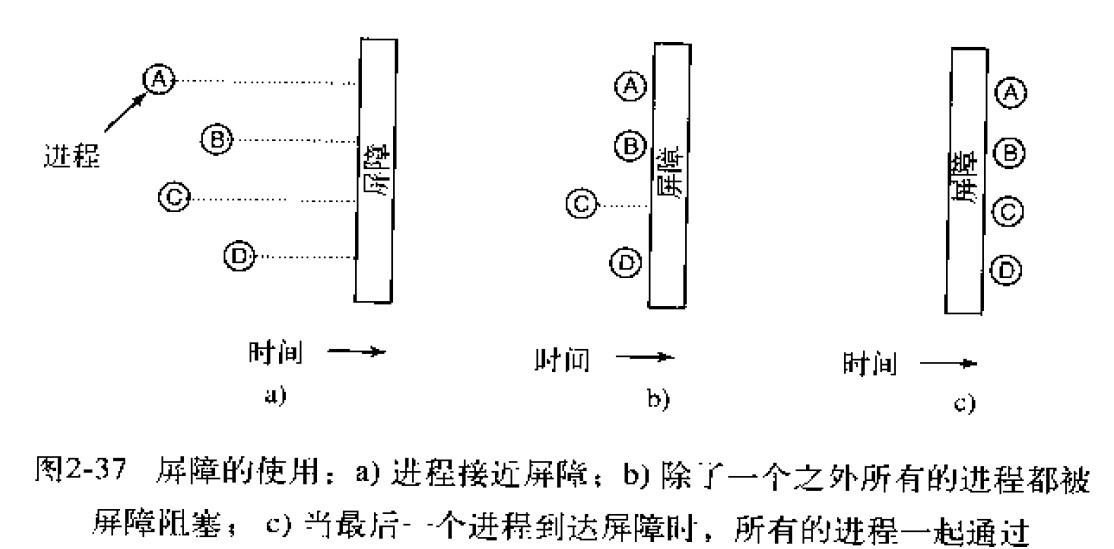 A
B
C
D
进程
屏障
时间
a)
A
B
C
D
屏障
时间
b)
A
B
C
D
屏障
时间
c)
图2-37 屏障的使用：a) 进程接近屏障；b) 除了一个之外所有的进程都被
屏障阻塞； c) 当最后一个进程到达屏障时，所有的进程一起通过